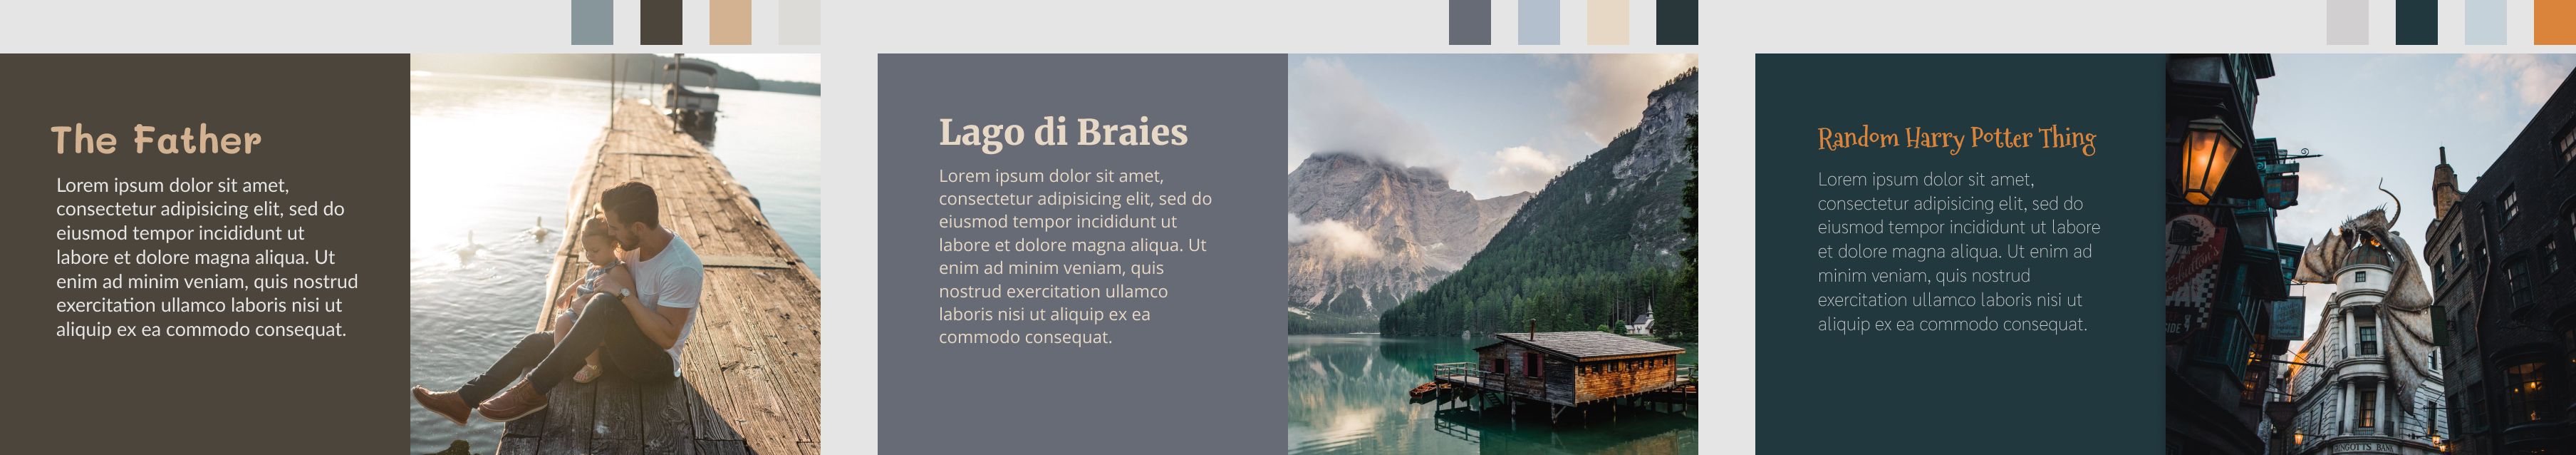 The Father
Lorem ipsum dolor sit amet,
consectetur adipisicing elit, sed do
eiusmod tempor incididunt ut
labore et dolore magna aliqua. Ut
enim ad minim veniam, quis nostrud
exercitation ullamco laboris nisi ut
aliquip ex ea commodo consequat.
Lago di Braies
Lorem ipsum dolor sit amet,
consectetur adipisicing elit, sed do
eiusmod tempor incididunt ut
labore et dolore magna aliqua. Ut
enim ad minim veniam, quis
nostrud exercitation ullamco
laboris nisi ut aliquip ex ea
commodo consequat.
Random Harry Potter Thing
Lorem ipsum dolor sit amet,
consectetur adipisicing elit, sed do
eiusmod tempor incididunt ut labore
et dolore magna aliqua. Ut enim ad
minim veniam, quis nostrud
exercitation ullamco laboris nisi ut
aliquip ex ea commodo consequat.